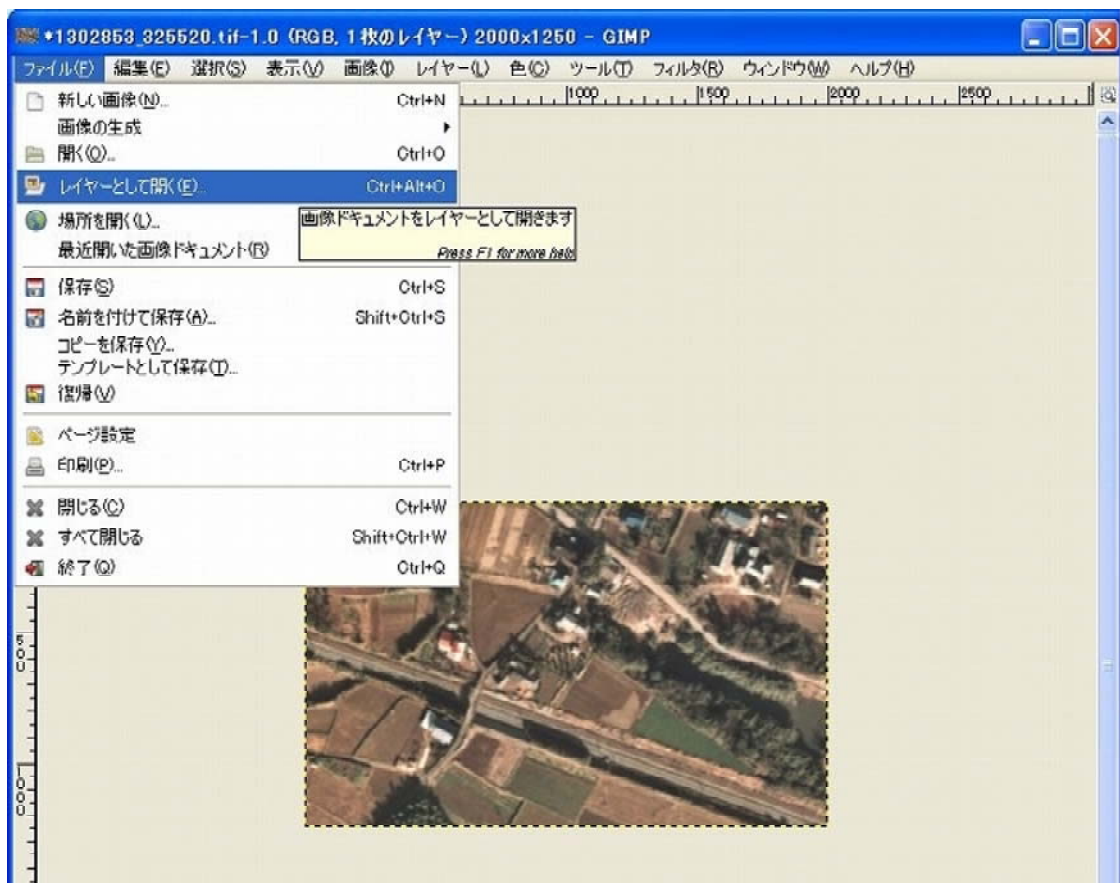 *1302853_325520.tif-1.0 (RGB, 1 枚のレイヤー) 2000x1250 – GIMP
ファイル(F) 編集(E) 選択(S) 表示(V) 画像(I) レイヤー(L) 色(C) ツール(T) フィルタ(R) ウィンドウ(W) ヘルプ(H)
新しい画像(N)... Ctrl+N
画像の生成
開く(O)... Ctrl+O
レイヤーとして開く(E)... Ctrl+Alt+O
場所を開く(L)...
最近開いた画像ドキュメント(R)
画像ドキュメントをレイヤーとして開きます
Press F1 for more help
保存(S) Ctrl+S
名前を付けて保存(A)... Shift+Ctrl+S
コピーを保存(Y)...
テンプレートとして保存(T)...
復帰(V)
ページ設定
印刷(P)... Ctrl+P
閉じる(C) Ctrl+W
すべて閉じる Shift+Ctrl+W
終了(Q) Ctrl+Q
1000 1500 2000 2500
500
1000